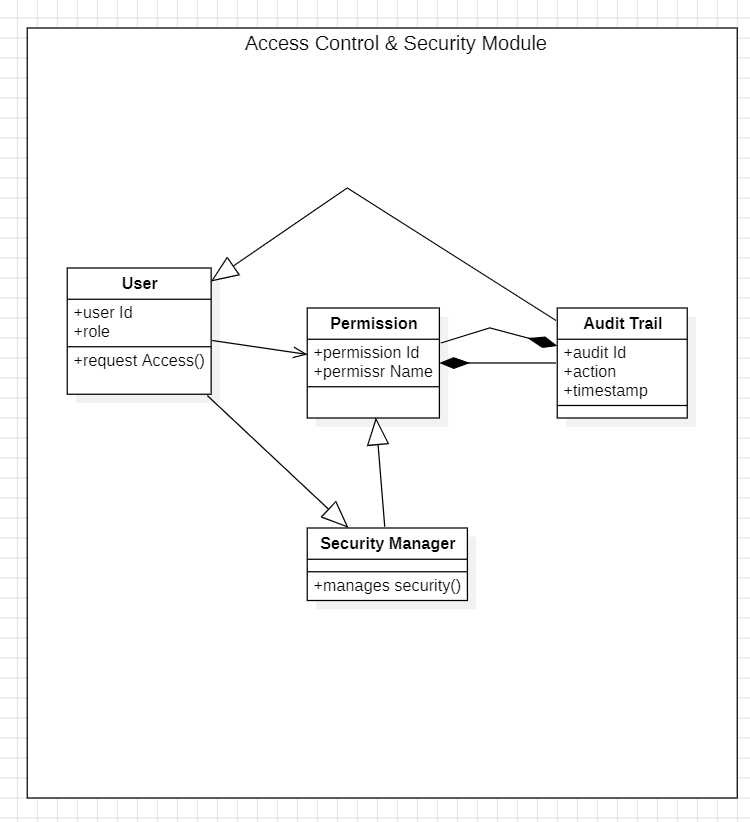 Access Control & Security Module
User
+user Id
+role
+request Access()
Permission
+permission Id
+permissr Name
Audit Trail
+audit Id
+action
+timestamp
Security Manager
+manages security()